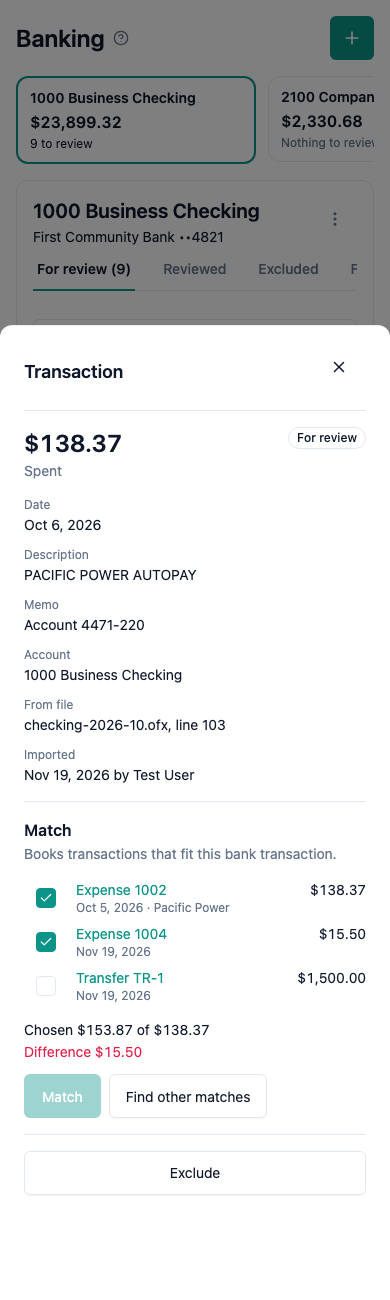 Banking
1000 Business Checking
$23,899.32
9 to review
2100 Compan
$2,330.68
Nothing to review
1000 Business Checking
First Community Bank ••4821
For review (9) Reviewed Excluded F
Transaction
$138.37
For review
Spent
Date
Oct 6, 2026
Description
PACIFIC POWER AUTOPAY
Memo
Account 4471-220
Account
1000 Business Checking
From file
checking-2026-10.ofx, line 103
Imported
Nov 19, 2026 by Test User
Match
Books transactions that fit this bank transaction.
Expense 1002 $138.37
Oct 5, 2026 · Pacific Power
Expense 1004 $15.50
Nov 19, 2026
Transfer TR-1 $1,500.00
Nov 19, 2026
Chosen $153.87 of $138.37
Difference $15.50
Match Find other matches
Exclude